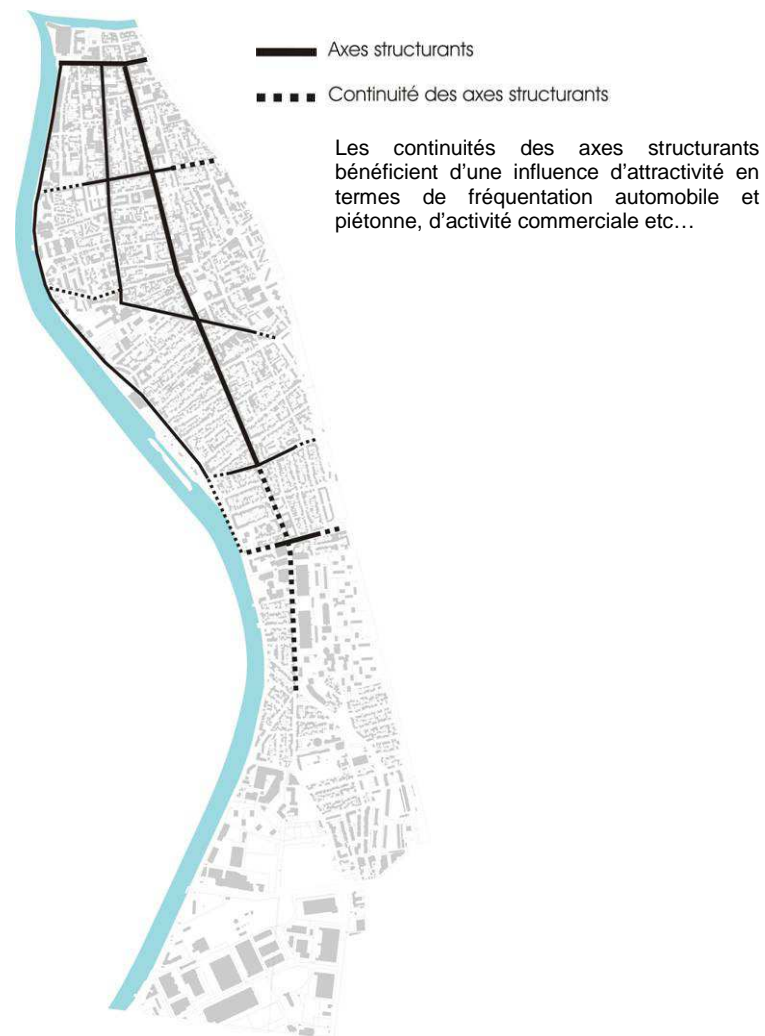 Axes structurants
Continuité des axes structurants
Les continuités des axes structurants
bénéficient d’une influence d’attractivité en
termes de fréquentation automobile et
piétonne, d’activité commerciale etc…